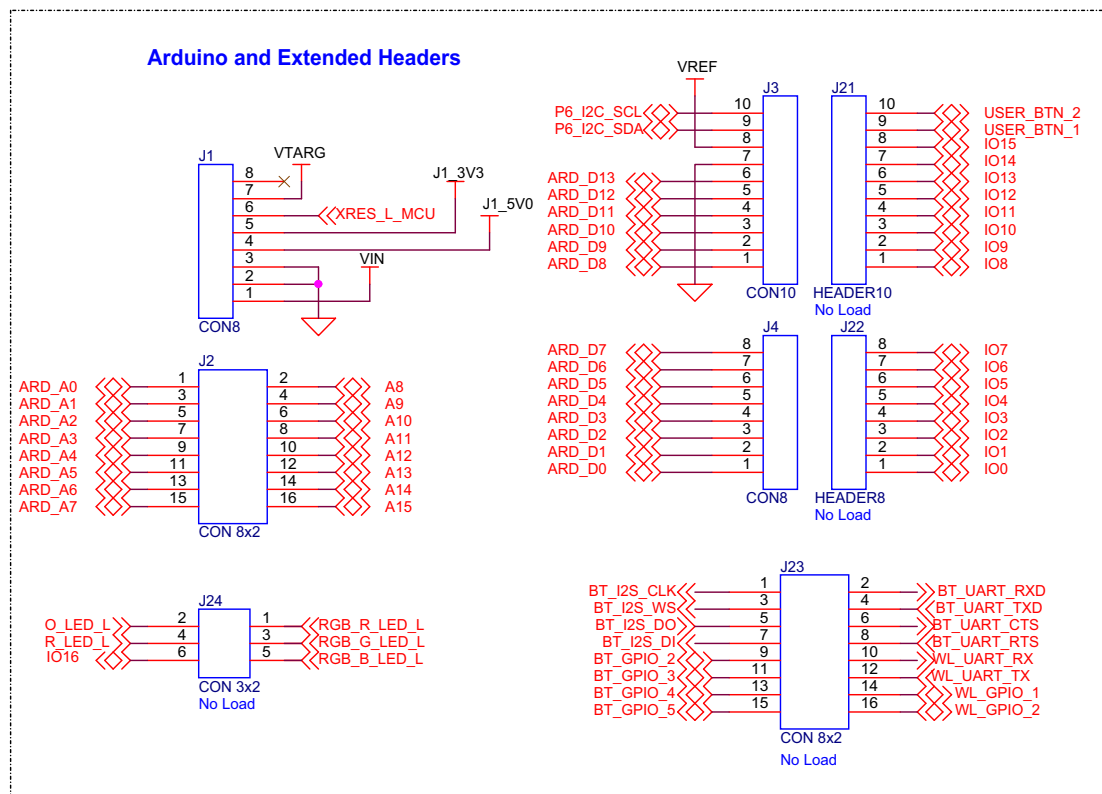 Arduino and Extended Headers
J1
VTARG
8
7
6
5
4
3
2
1
XRES_L_MCU
J1_3V3
J1_5V0
VIN
CON8
VREF
J3
P6_I2C_SCL 10
P6_I2C_SDA 9
8
7
ARD_D13 6
ARD_D12 5
ARD_D11 4
ARD_D10 3
ARD_D9 2
ARD_D8 1
CON10
J21
10 USER_BTN_2
9 USER_BTN_1
8 IO15
7 IO14
6 IO13
5 IO12
4 IO11
3 IO10
2 IO9
1 IO8
HEADER10
No Load
J2
ARD_A0 1 2 A8
ARD_A1 3 4 A9
ARD_A2 5 6 A10
ARD_A3 7 8 A11
ARD_A4 9 10 A12
ARD_A5 11 12 A13
ARD_A6 13 14 A14
ARD_A7 15 16 A15
CON 8x2
J4
ARD_D7 8
ARD_D6 7
ARD_D5 6
ARD_D4 5
ARD_D3 4
ARD_D2 3
ARD_D1 2
ARD_D0 1
CON8
J22
8 IO7
7 IO6
6 IO5
5 IO4
4 IO3
3 IO2
2 IO1
1 IO0
HEADER8
No Load
J24
O_LED_L 2 1 RGB_R_LED_L
R_LED_L 4 3 RGB_G_LED_L
IO16 6 5 RGB_B_LED_L
CON 3x2
No Load
J23
BT_I2S_CLK 1 2 BT_UART_RXD
BT_I2S_WS 3 4 BT_UART_TXD
BT_I2S_DO 5 6 BT_UART_CTS
BT_I2S_DI 7 8 BT_UART_RTS
BT_GPIO_2 9 10 WL_UART_RX
BT_GPIO_3 11 12 WL_UART_TX
BT_GPIO_4 13 14 WL_GPIO_1
BT_GPIO_5 15 16 WL_GPIO_2
CON 8x2
No Load